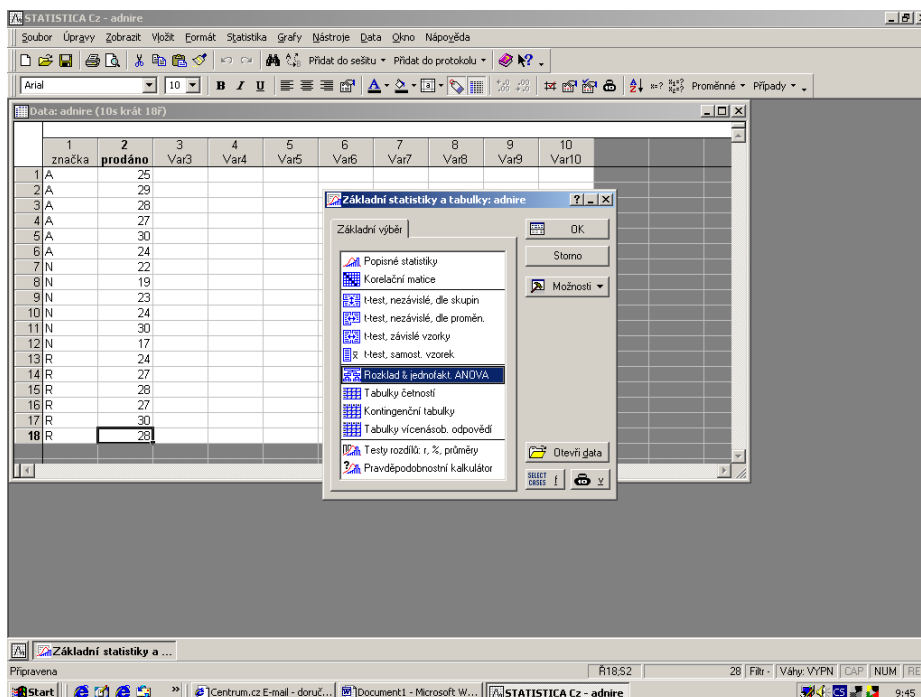 STATISTICA Cz - adnire
Soubor Úpravy Zobrazit Vložit Formát Statistika Grafy Nástroje Data Okno Nápověda
Přidat do sešitu Přidat do protokolu
Arial 10 B I U Proměnné Případy
Data: adnire (10s krát 18ř)
1 2 3 4 5 6 7 8 9 10
značka prodáno Var3 Var4 Var5 Var6 Var7 Var8 Var9 Var10
1 A 25
2 A 29
3 A 28
4 A 27
5 A 30
6 A 24
7 N 22
8 N 19
9 N 23
10 N 24
11 N 30
12 N 17
13 R 24
14 R 27
15 R 28
16 R 27
17 R 30
18 R 28
Základní statistiky a tabulky: adnire
Základní výběr
Popisné statistiky
Korelační matice
t-test, nezávislé, dle skupin
t-test, nezávislé, dle proměn.
t-test, závislé vzorky
t-test, samost. vzorek
Rozklad & jednofakt. ANOVA
Tabulky četností
Kontingenční tabulky
Tabulky vícenásob. odpovědí
Testy rozdílů: r, %, průměry
Pravděpodobnostní kalkulátor
OK
Storno
Možnosti
Otevři data
SELECT CASES f v
Základní statistiky a ...
Připravena Ř18,S2 28 Filtr - Váhy: VYPN CAP NUM RE
Start » Centrum.cz E-mail - doruč... Document1 - Microsoft W... STATISTICA Cz - adnire CS 9:45